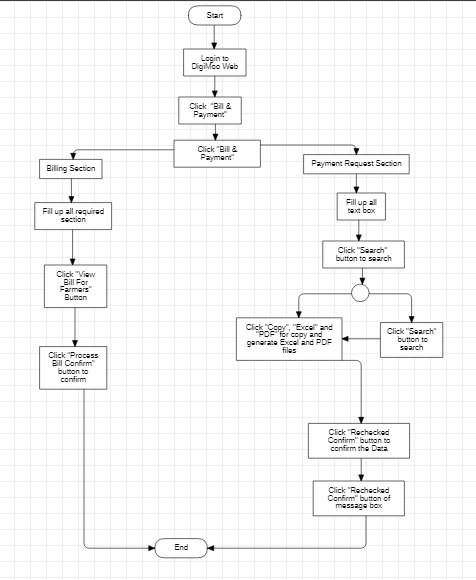 Start
Login to
DigiMoo Web
Click "Bill &
Payment"
Click "Bill &
Payment"
Billing Section
Fill up all required
section
Click "View
Bill For
Farmers"
Button
Click "Process
Bill Confirm"
button to
confirm
Payment Request Section
Fill up all
text box
Click "Search"
button to search
Click "Copy", "Excel" and
"PDF" for copy and
generate Excel and PDF
files
Click "Search"
button to
search
Click "Rechecked
Confirm" button to
confirm the Data
Click "Rechecked
Confirm" button of
message box
End